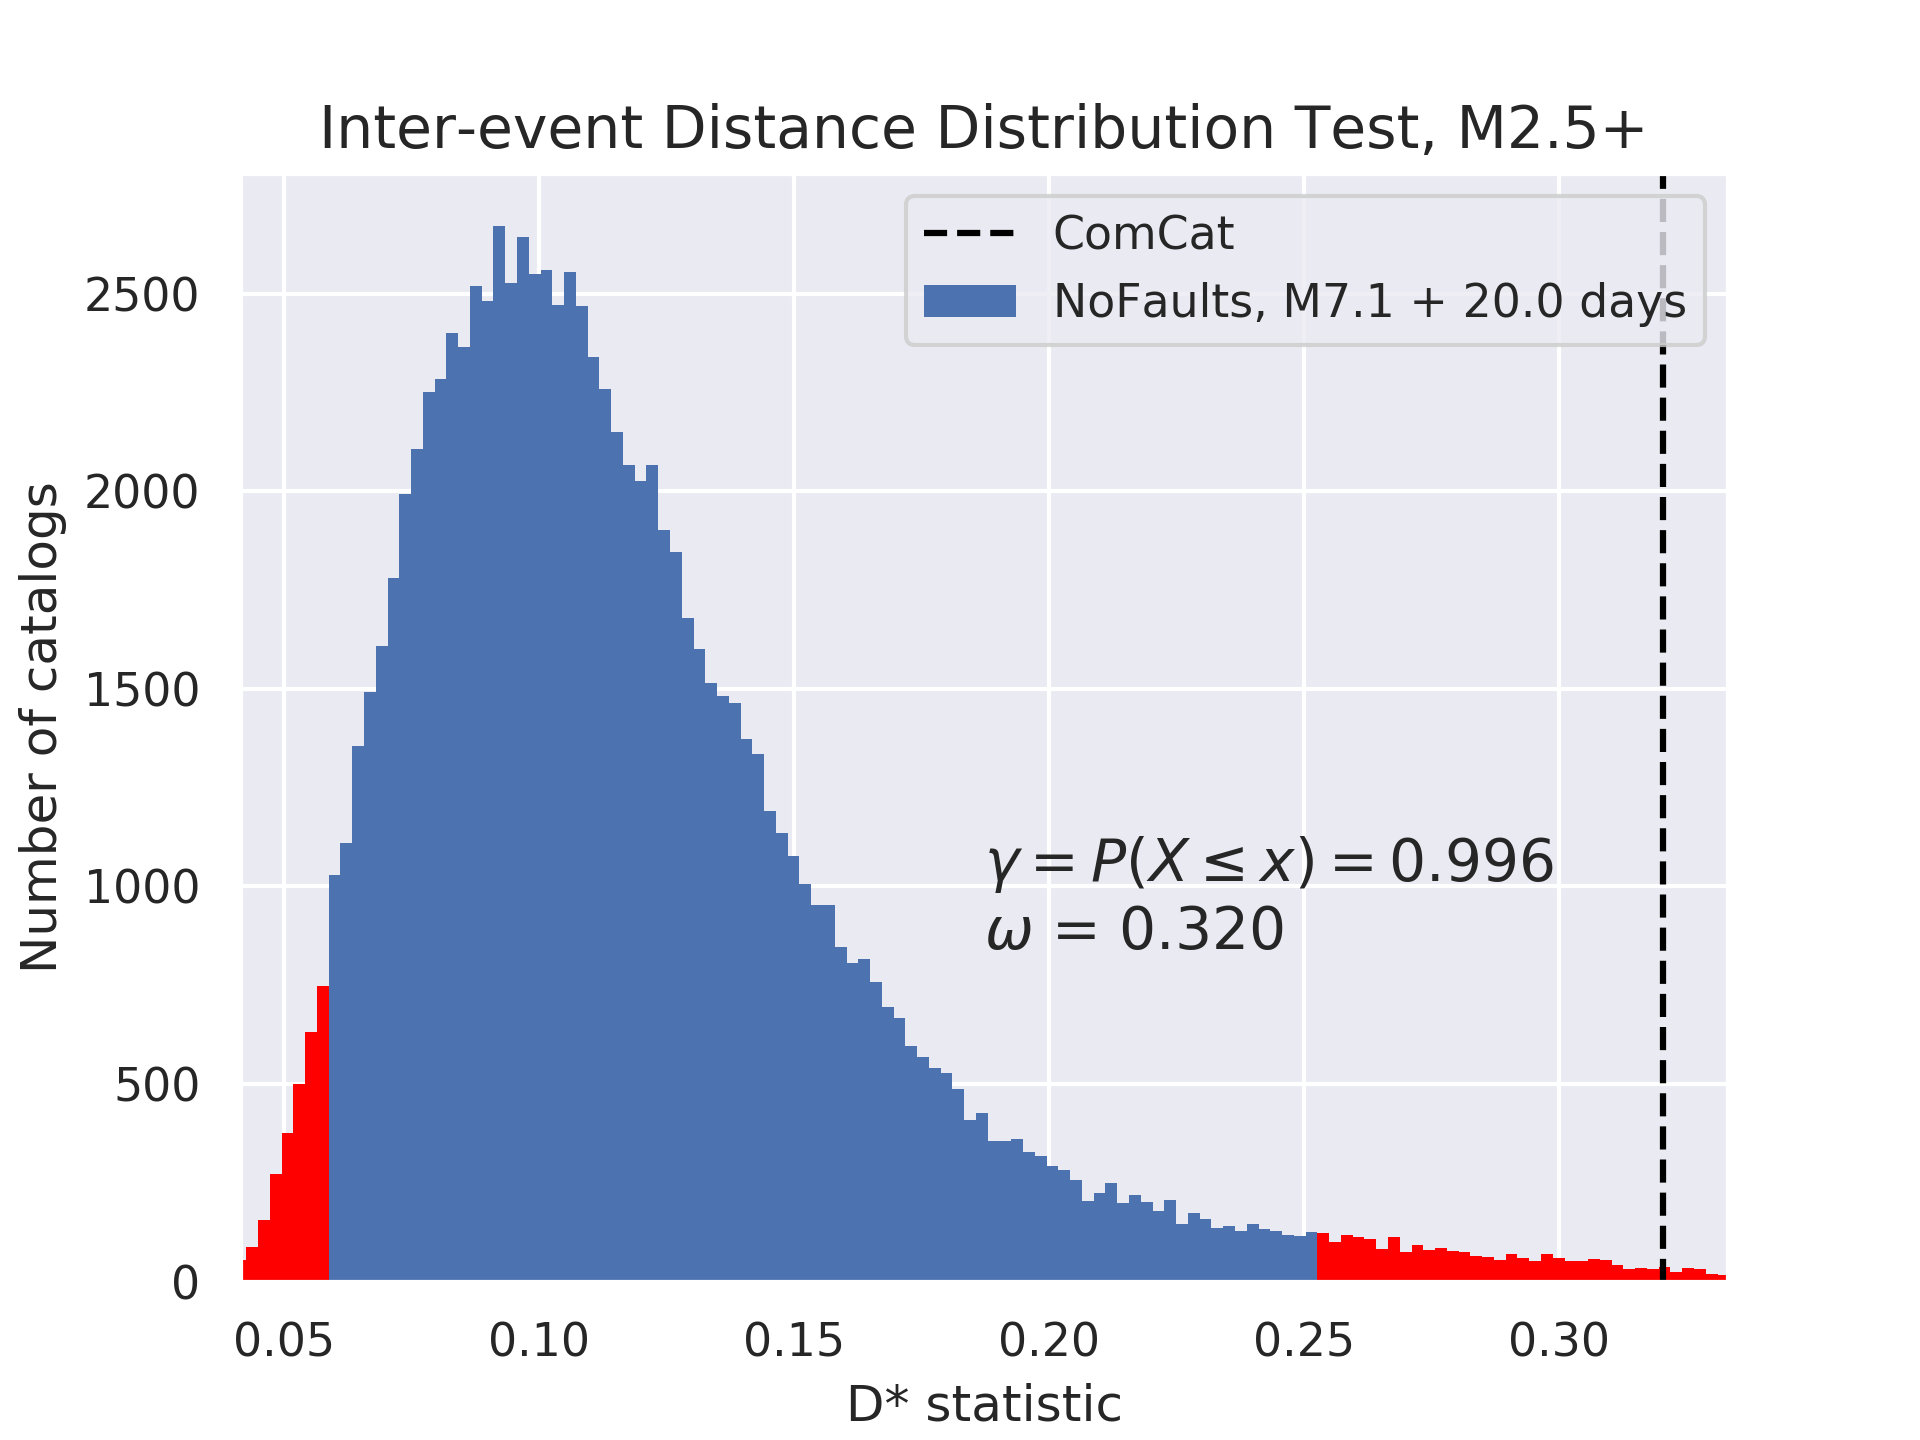 Inter-event Distance Distribution Test, M2.5+
ComCat
NoFaults, M7.1 + 20.0 days
2500
2000
1500
1000
500
0
Number of catalogs
γ = P(X ≤ x) = 0.996
ω = 0.320
0.05 0.10 0.15 0.20 0.25 0.30
D* statistic